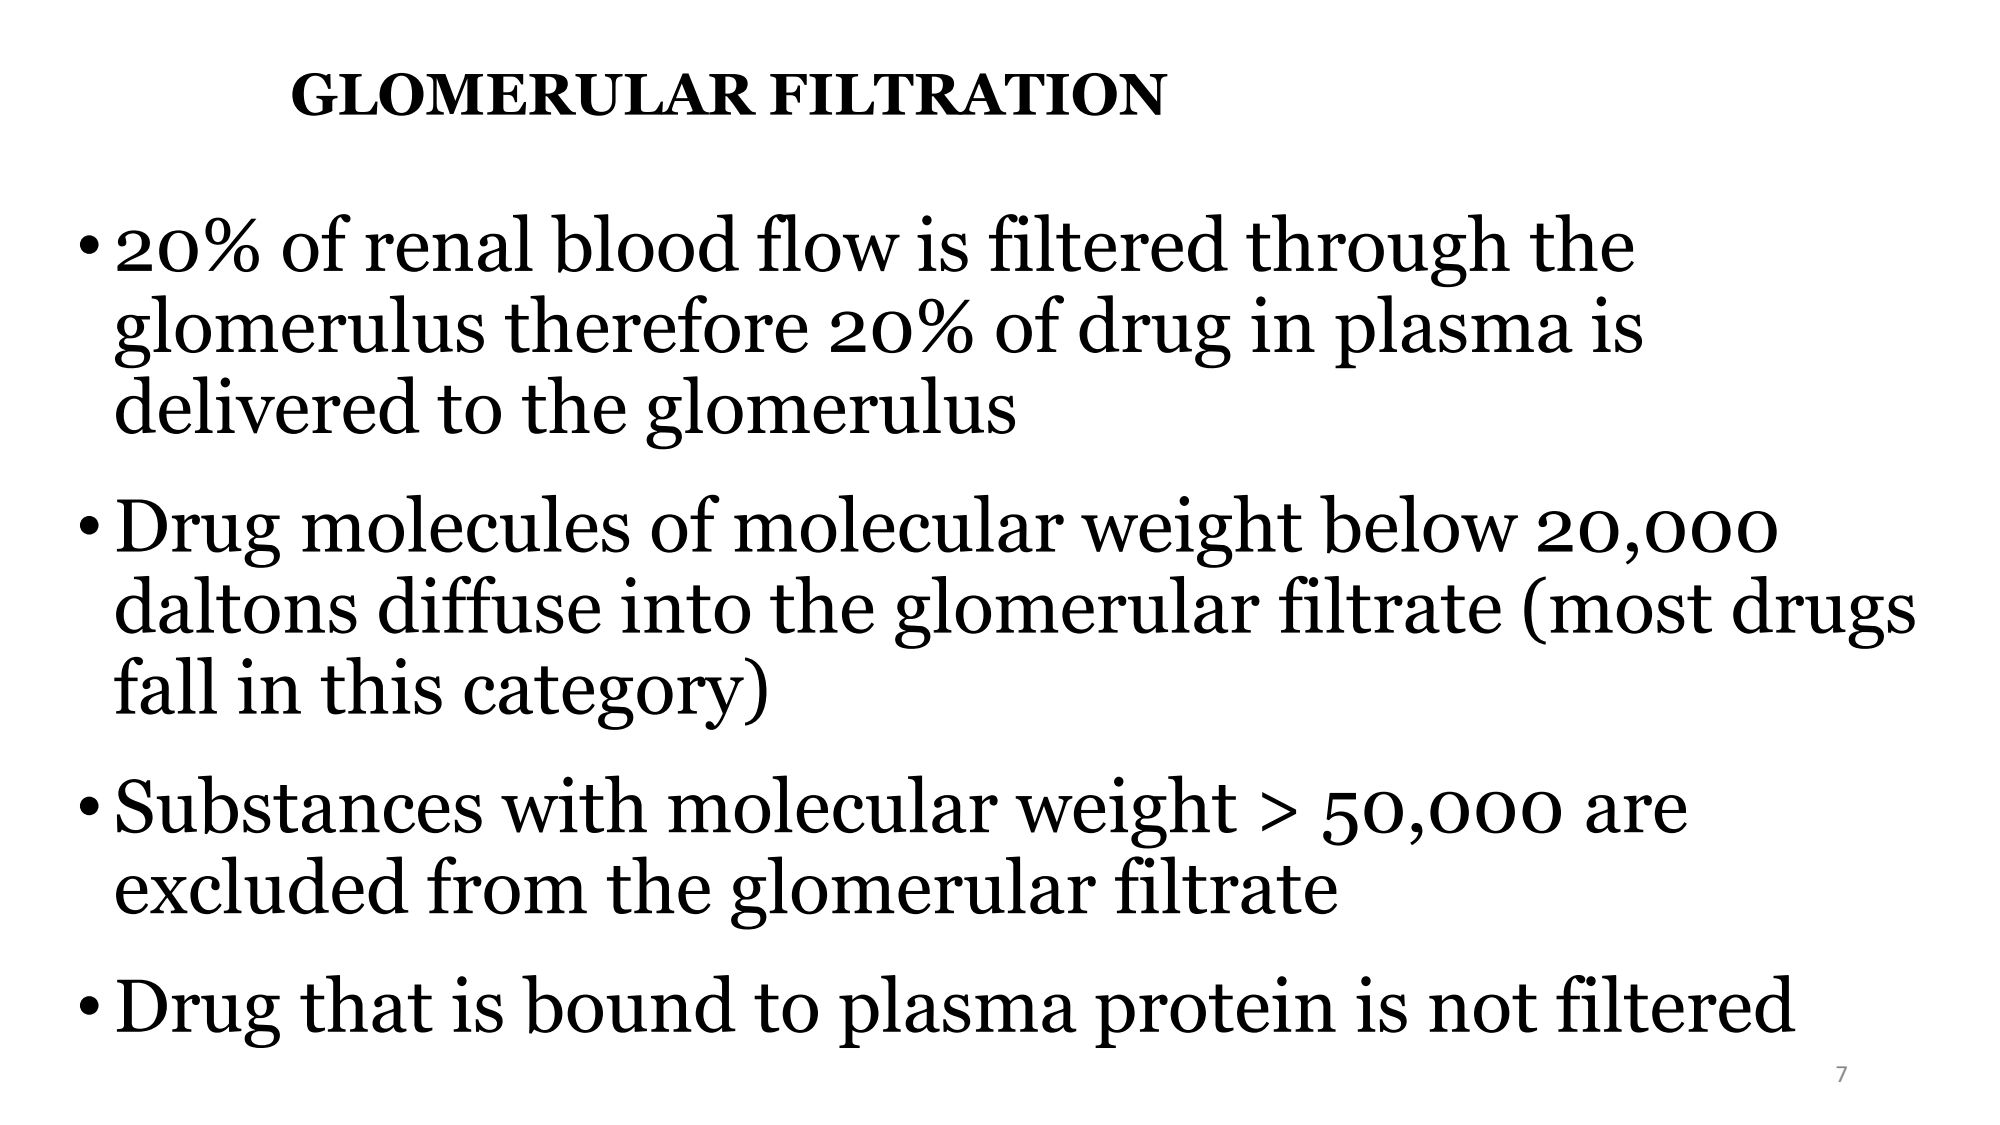 GLOMERULAR FILTRATION
• 20% of renal blood flow is filtered through the
glomerulus therefore 20% of drug in plasma is
delivered to the glomerulus
• Drug molecules of molecular weight below 20,000
daltons diffuse into the glomerular filtrate (most drugs
fall in this category)
• Substances with molecular weight > 50,000 are
excluded from the glomerular filtrate
• Drug that is bound to plasma protein is not filtered
7